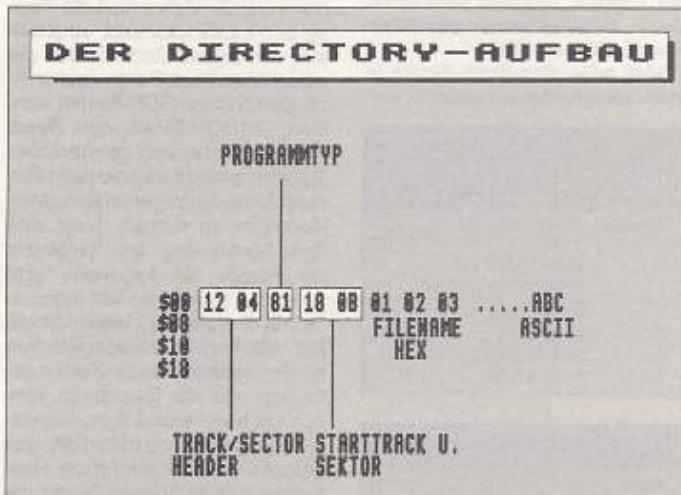 DER DIRECTORY-AUFBAU
PROGRAMMTYP
$00 12 04 81 18 0B 01 02 03 .....ABC
$08 FILENAME ASCII
$10 HEX
$18
TRACK/SECTOR STARTTRACK U.
HEADER SEKTOR